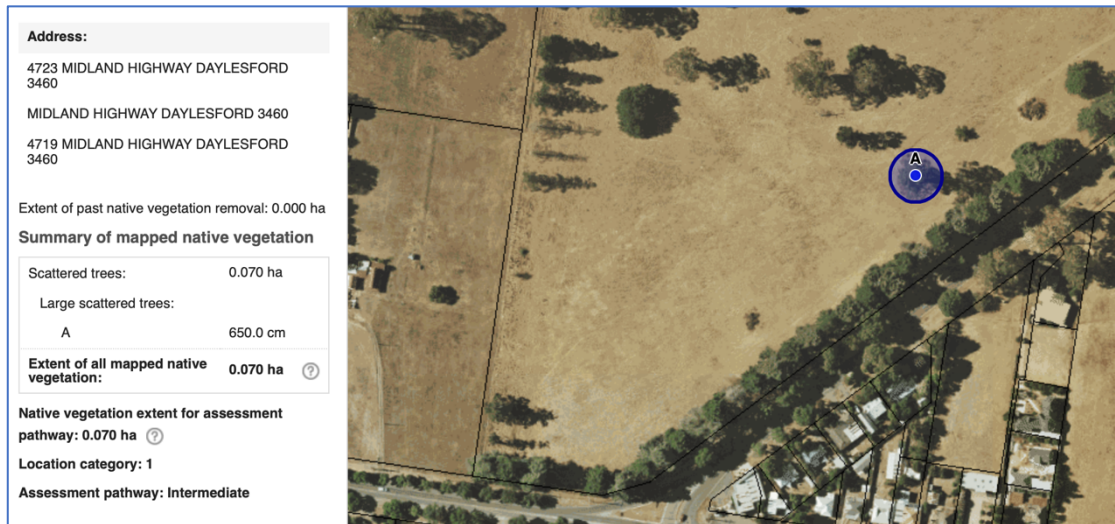 Address:
4723 MIDLAND HIGHWAY DAYLESFORD
3460
MIDLAND HIGHWAY DAYLESFORD 3460
4719 MIDLAND HIGHWAY DAYLESFORD
3460
Extent of past native vegetation removal: 0.000 ha
Summary of mapped native vegetation
Scattered trees: 0.070 ha
Large scattered trees:
A 650.0 cm
Extent of all mapped native
vegetation: 0.070 ha ?
Native vegetation extent for assessment
pathway: 0.070 ha ?
Location category: 1
Assessment pathway: Intermediate
A